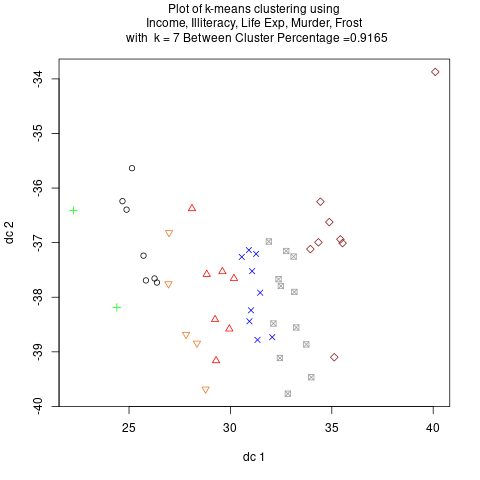 Plot of k-means clustering using
Income, Illiteracy, Life Exp, Murder, Frost
with  k = 7 Between Cluster Percentage =0.9165
-34
-35
-36
-37
-38
-39
-40
dc 2
25
30
35
40
dc 1